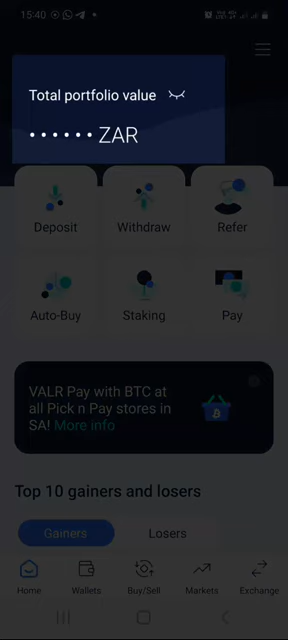 15:40
Total portfolio value
•••••• ZAR
Deposit Withdraw Refer
Auto-Buy Staking Pay
VALR Pay with BTC at
all Pick n Pay stores in
SA! More info
Top 10 gainers and losers
Gainers Losers
Home Wallets Buy/Sell Markets Exchange